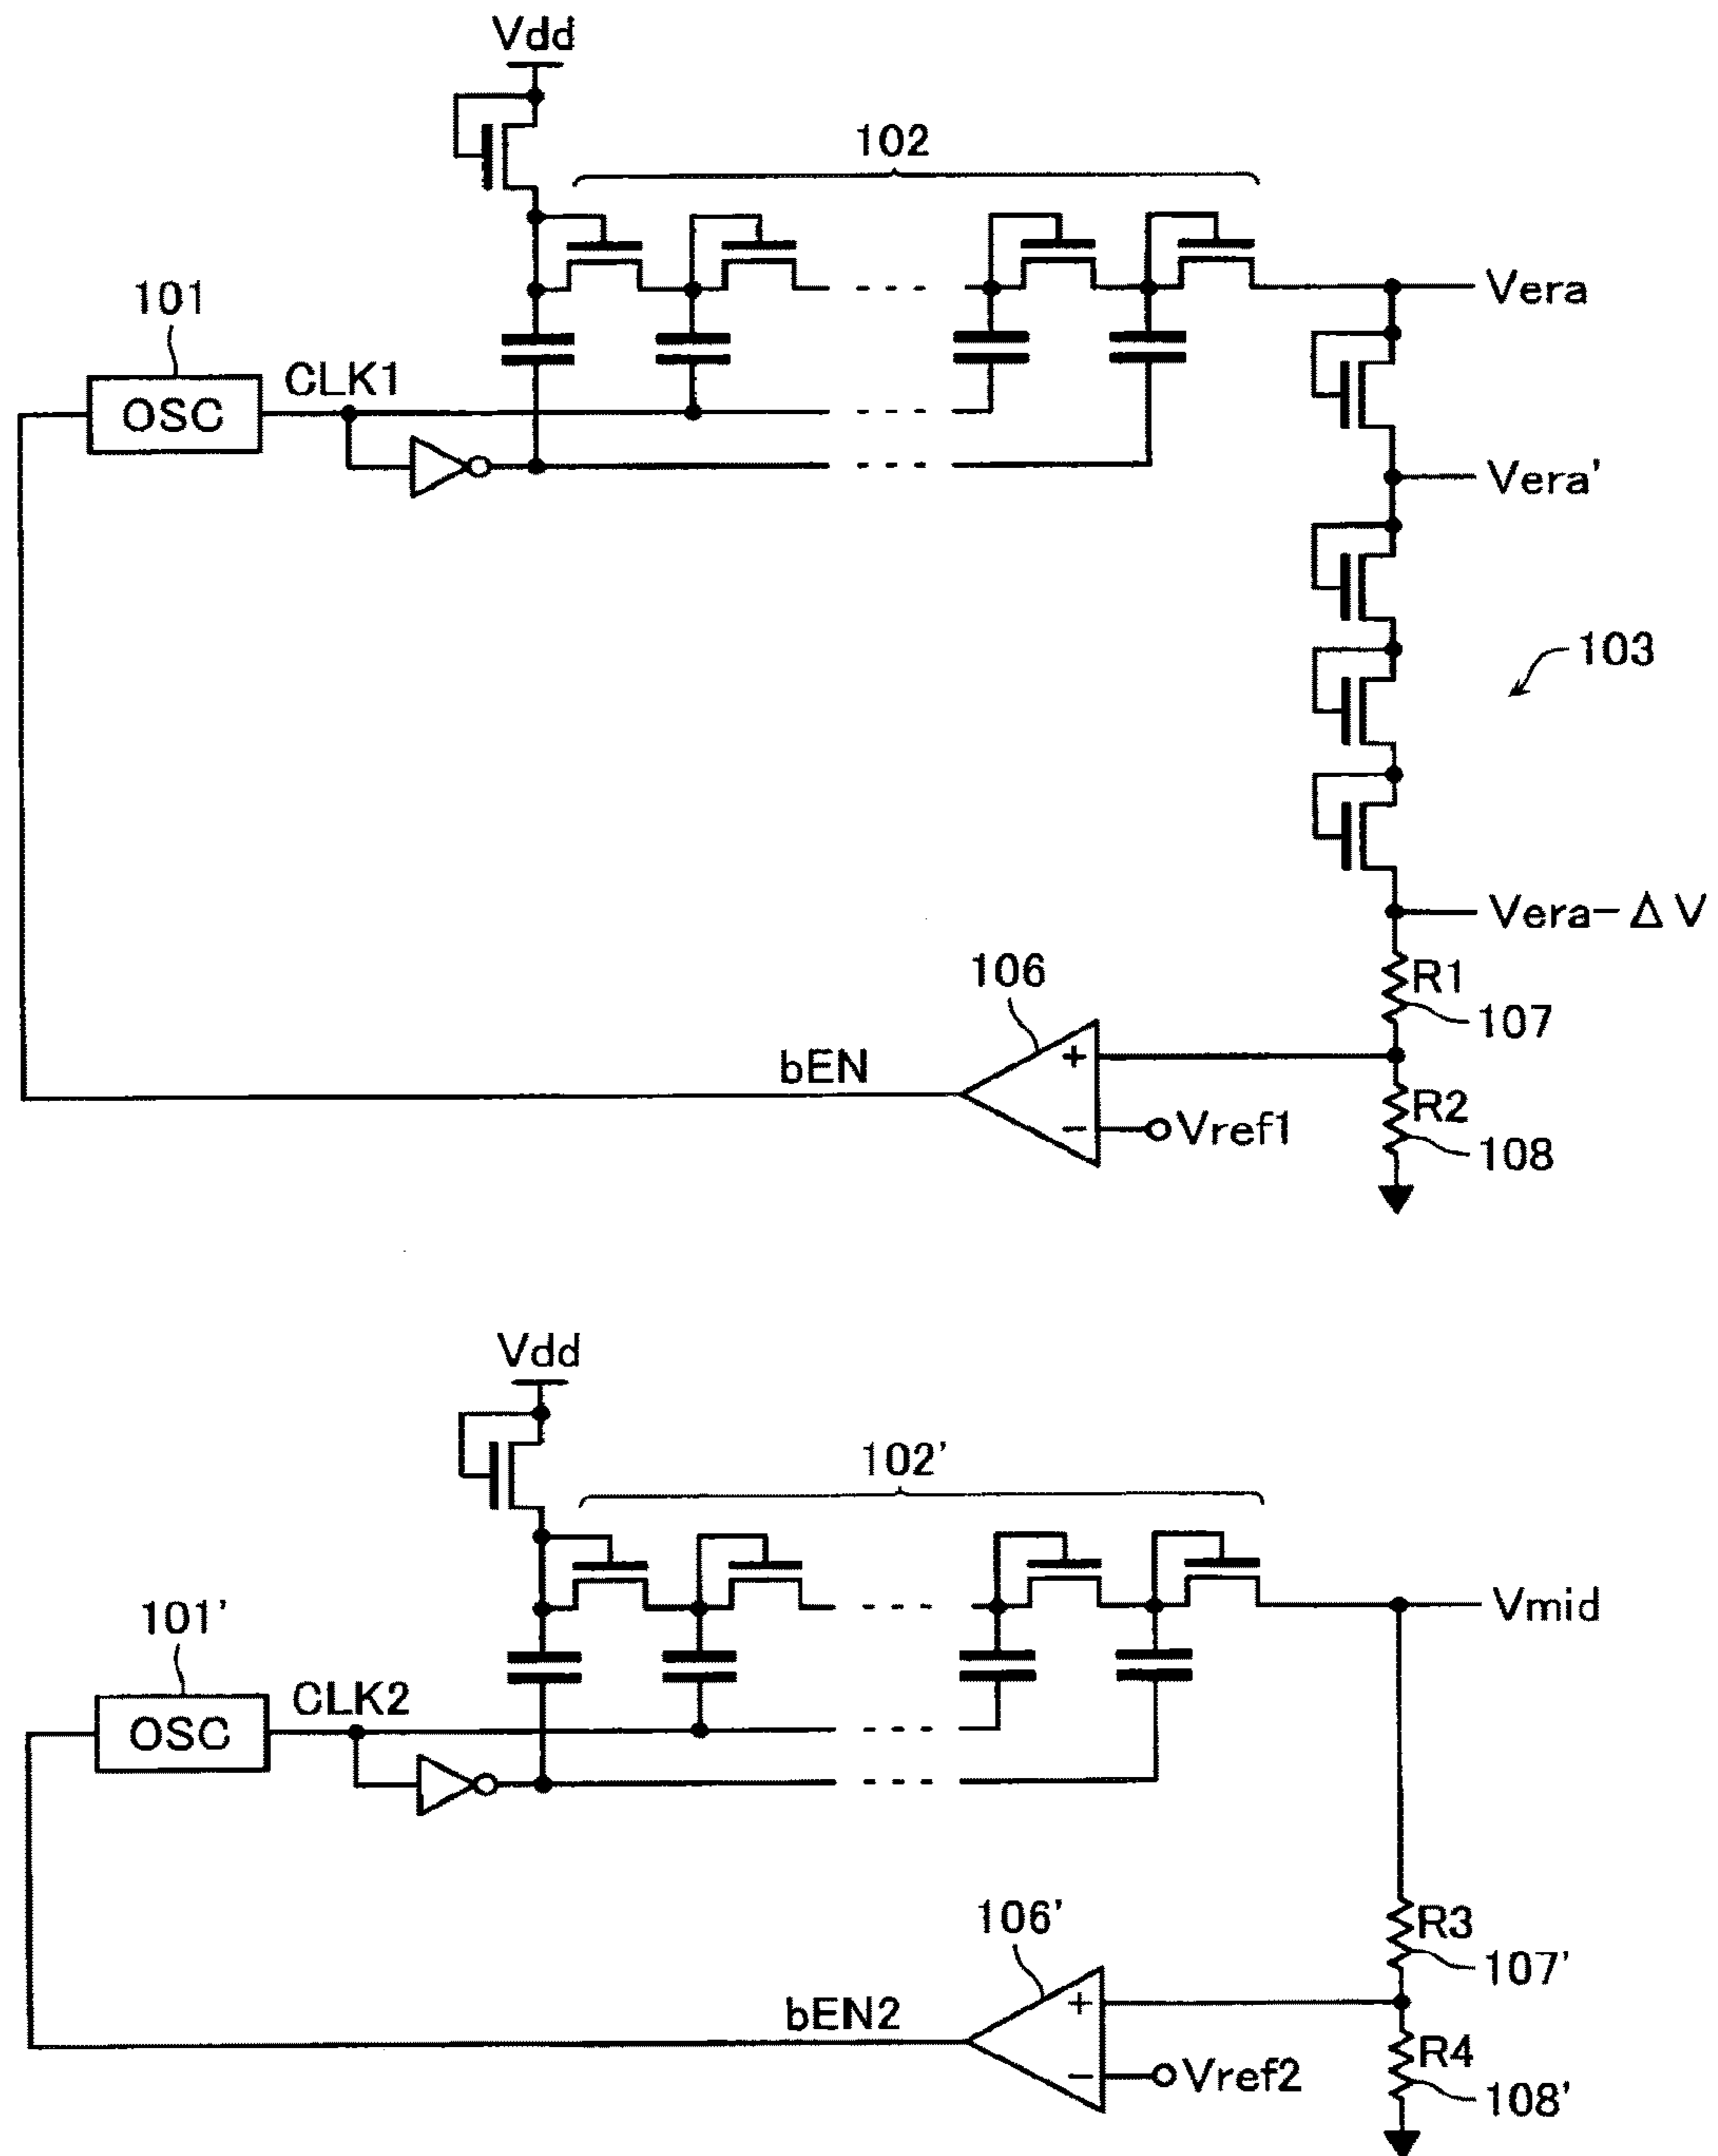 Vdd
102
101
Vera
CLK1
OSC
Vera'
103
Vera-ΔV
106
R1
107
bEN
+
R2
-
Vref1
108
Vdd
102'
101'
Vmid
CLK2
OSC
106'
R3
107'
bEN2
+
R4
-
Vref2
108'